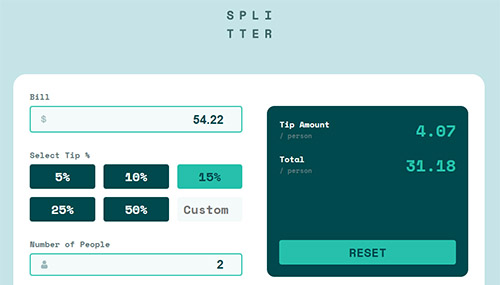 SPLI
TTER
Bill
$ 54.22
Select Tip %
5% 10% 15%
25% 50% Custom
Number of People
2
Tip Amount
/ person
4.07
Total
/ person
31.18
RESET